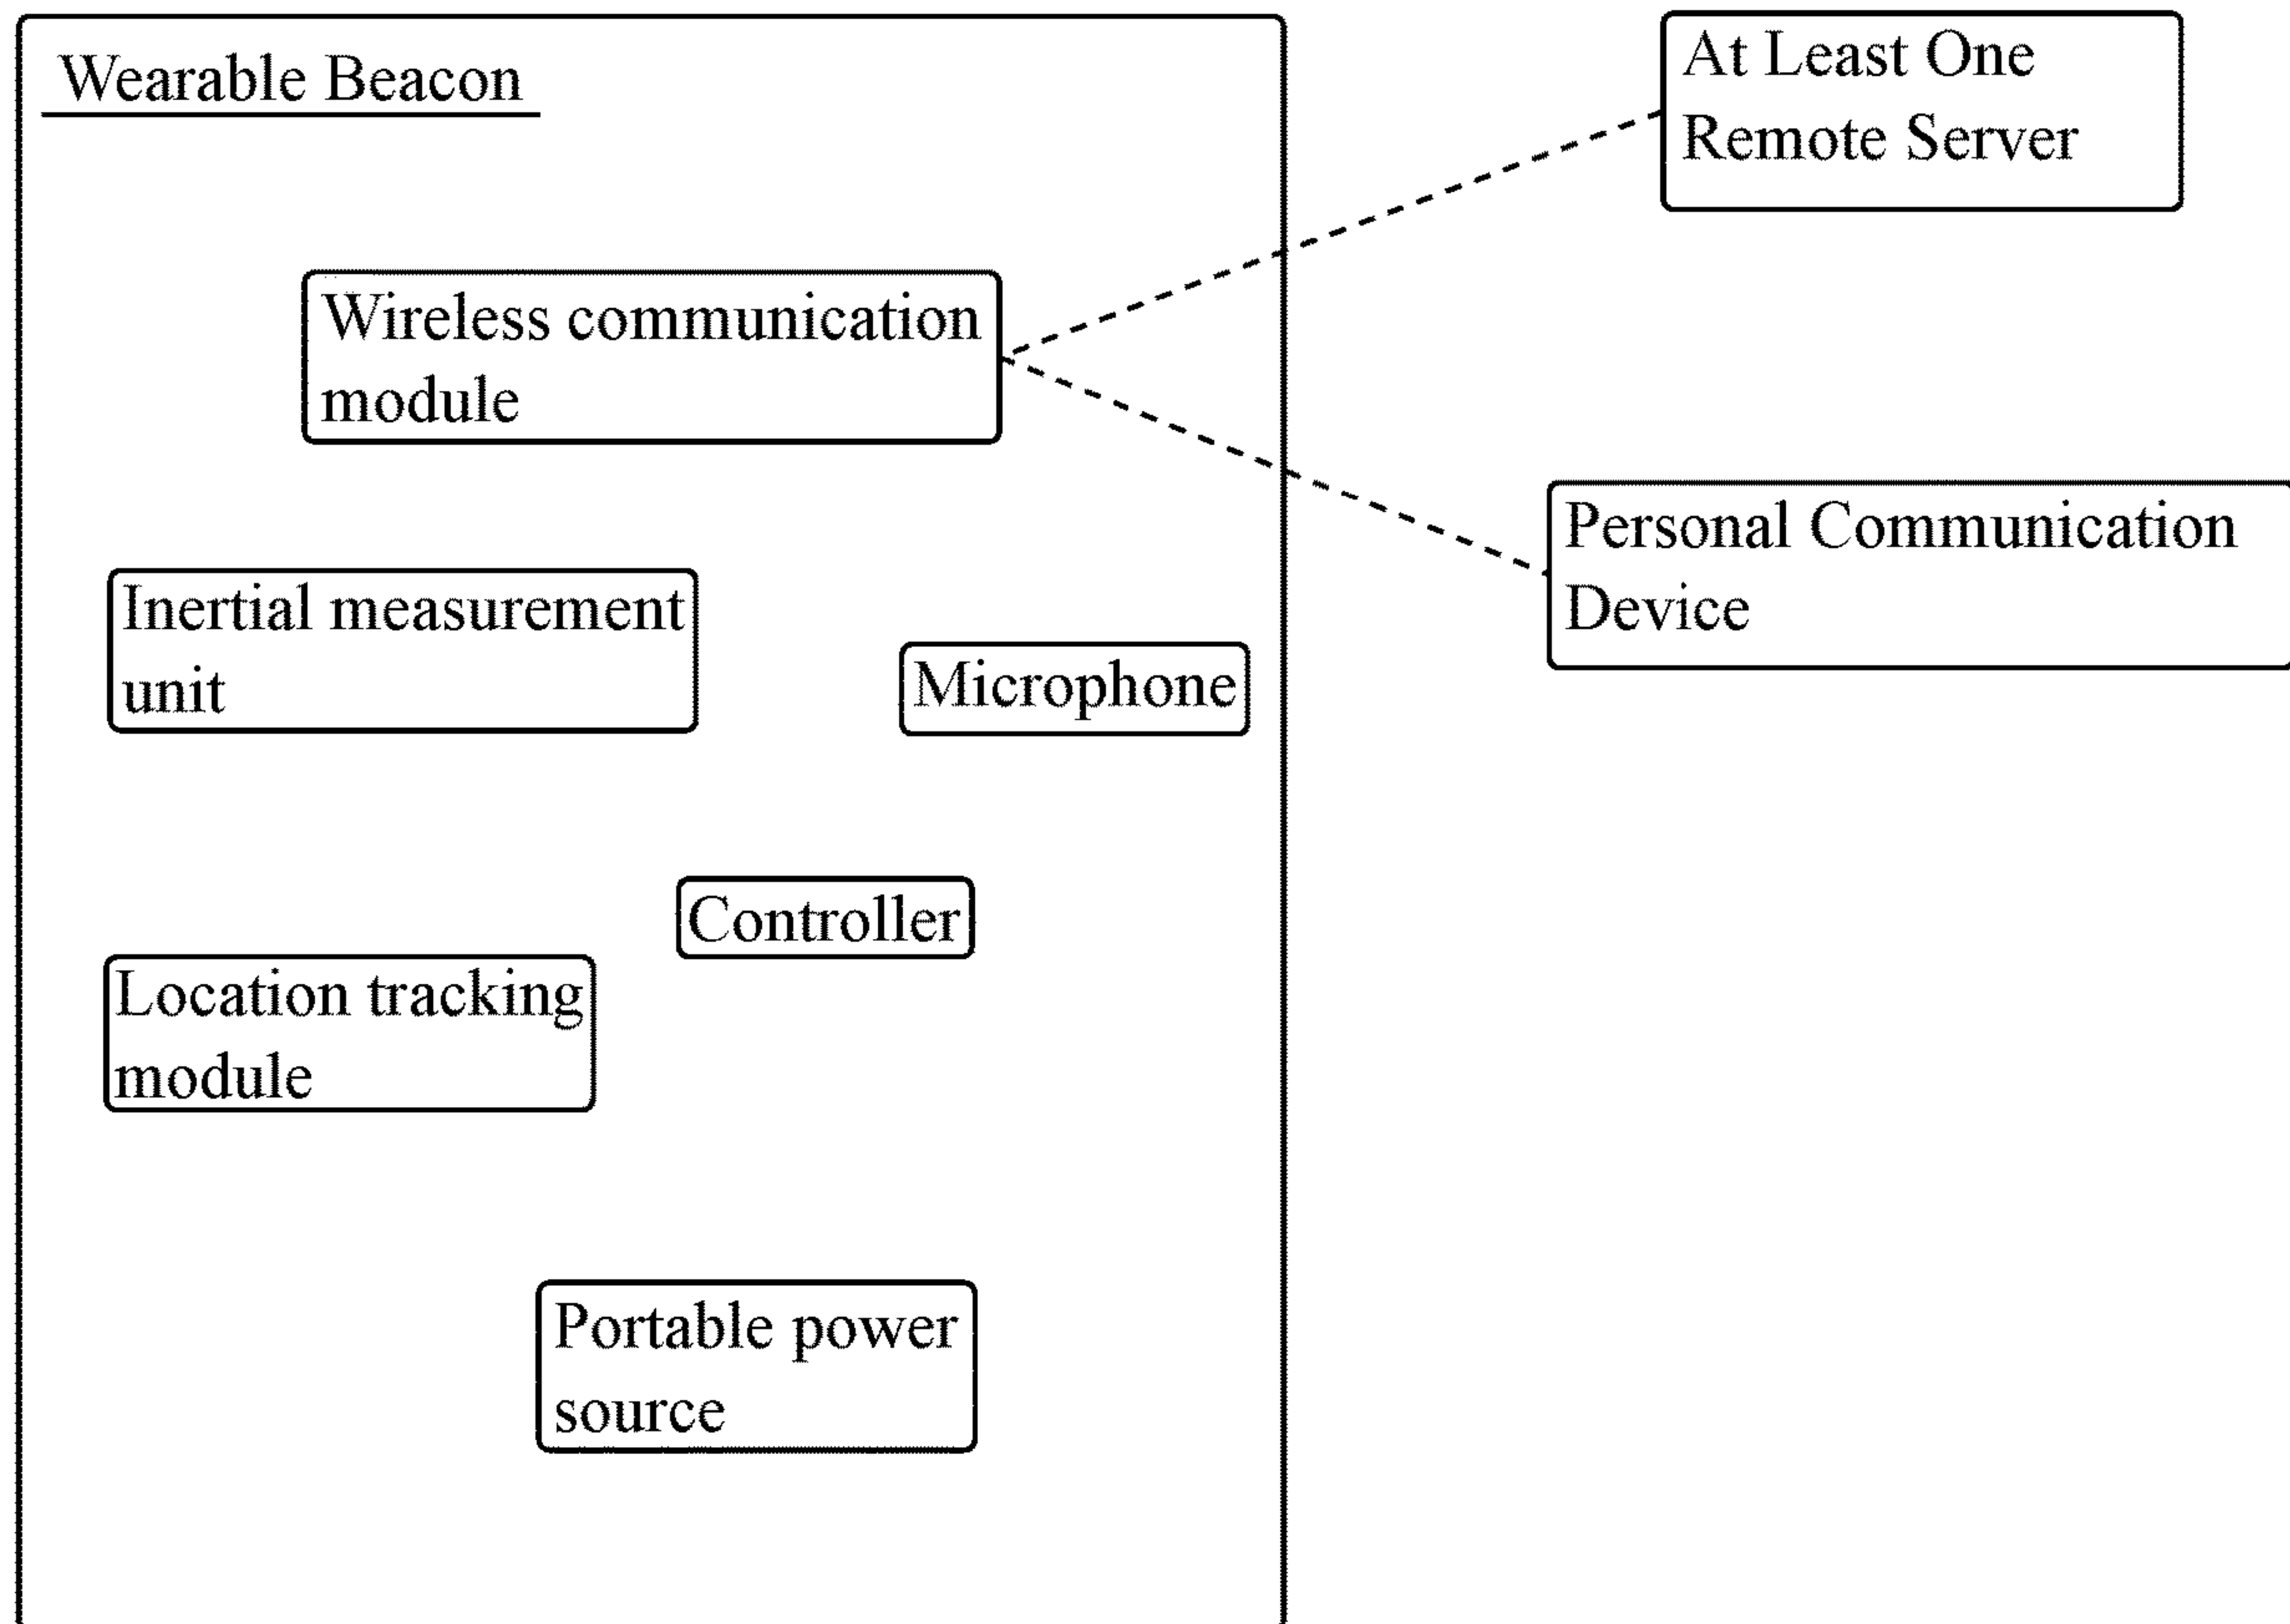 Wearable Beacon
At Least One
Remote Server
Wireless communication
module
Personal Communication
Device
Inertial measurement
unit
Microphone
Controller
Location tracking
module
Portable power
source